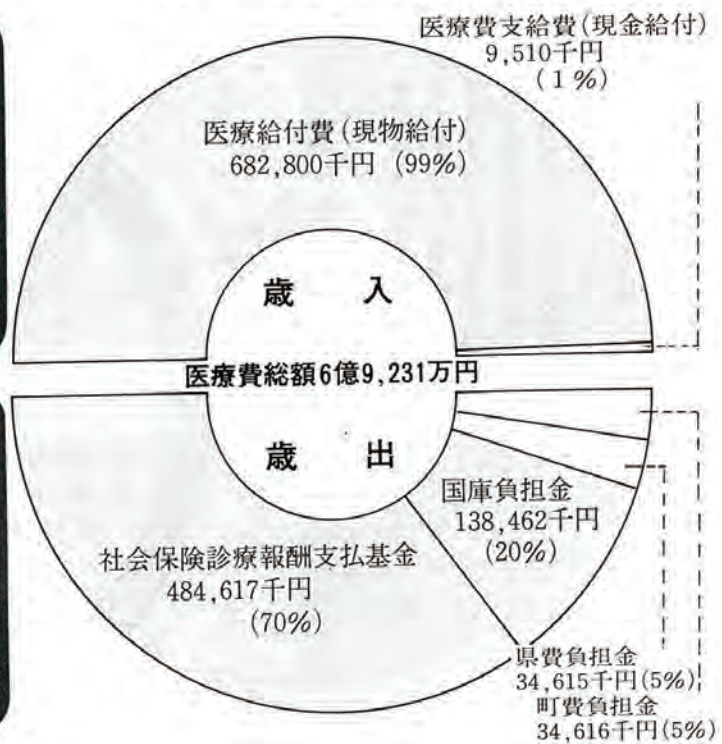 医療費支給費(現金給付)
9,510千円
(1%)
医療給付費(現物給付)
682,800千円 (99%)
歳 入
医療費総額6億9,231万円
歳 出
国庫負担金
138,462千円
(20%)
社会保険診療報酬支払基金
484,617千円
(70%)
県費負担金
34,615千円(5%)
町費負担金
34,616千円(5%)